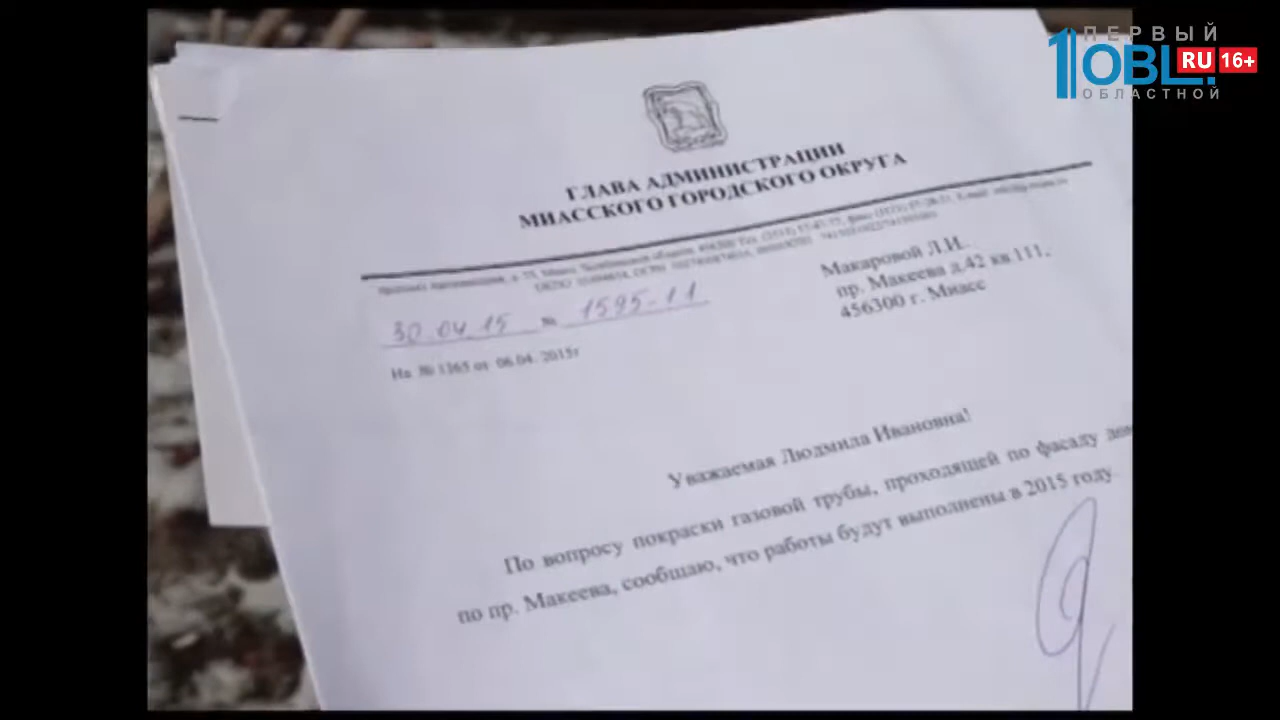 ПЕРВЫЙ
1OBL.
RU 16+
ОБЛАСТНОЙ
ГЛАВА АДМИНИСТРАЦИИ
МИАССКОГО ГОРОДСКОГО ОКРУГА
30.04.15 № 1595-11
На № 1365 от 06.04. 2015г
Макаровой Л.И.
пр. Макеева д.42 кв 111,
456300 г. Миасс
Уважаемая Людмила Ивановна!
По вопросу покраски газовой трубы, проходящей по фасаду
по пр. Макеева, сообщаю, что работы будут выполнены в 2015 году.